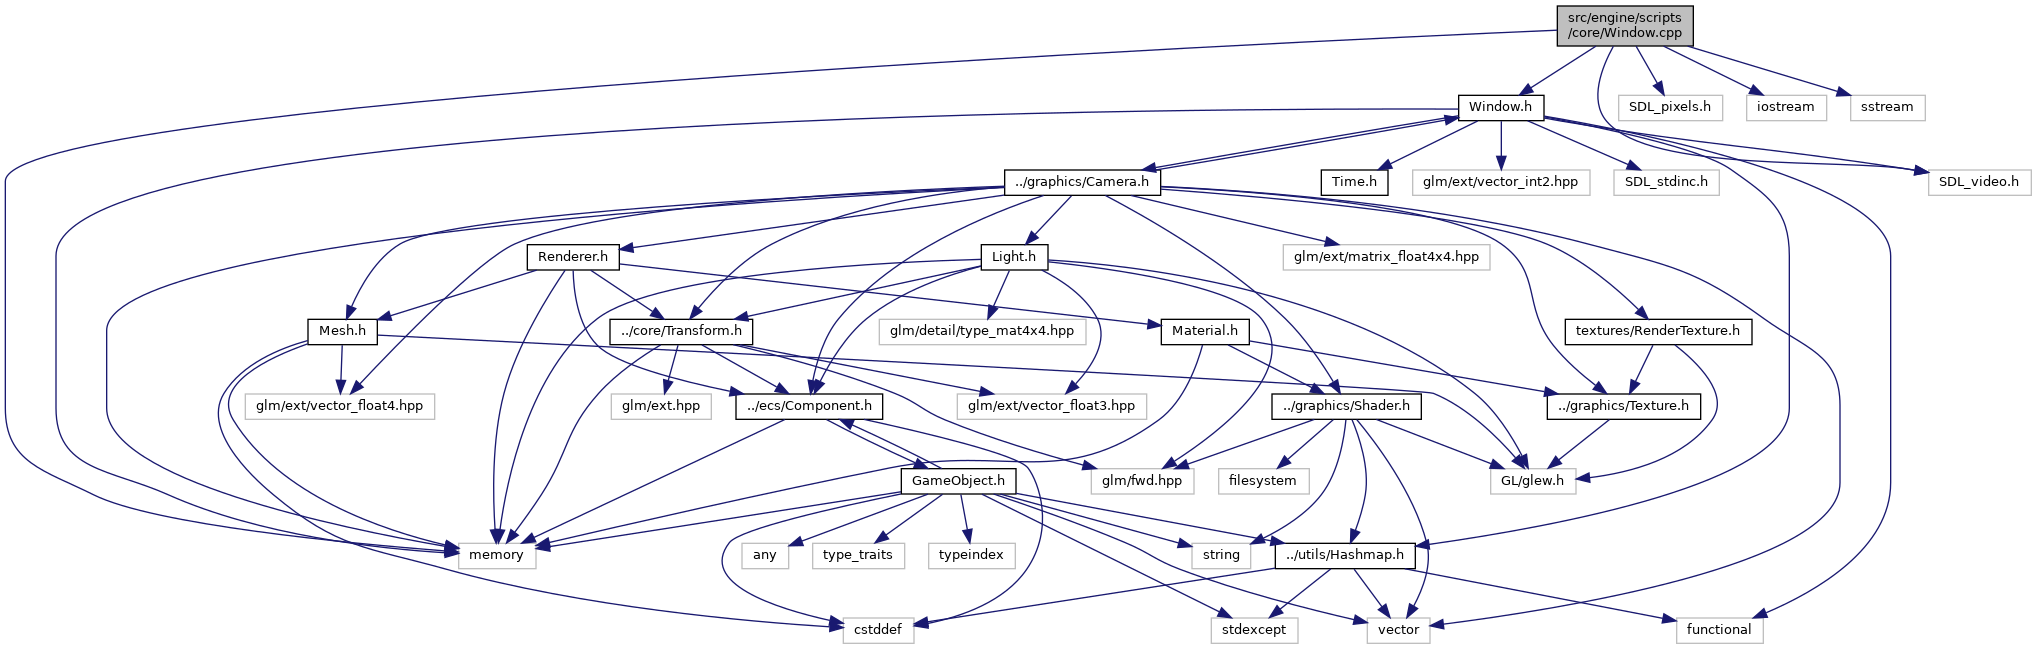 src/engine/scripts
/core/Window.cpp
Window.h
SDL_pixels.h
iostream
sstream
../graphics/Camera.h
Time.h
glm/ext/vector_int2.hpp
SDL_stdinc.h
SDL_video.h
Renderer.h
Light.h
glm/ext/matrix_float4x4.hpp
Mesh.h
../core/Transform.h
glm/detail/type_mat4x4.hpp
Material.h
textures/RenderTexture.h
glm/ext/vector_float4.hpp
glm/ext.hpp
../ecs/Component.h
glm/ext/vector_float3.hpp
../graphics/Shader.h
../graphics/Texture.h
GameObject.h
glm/fwd.hpp
filesystem
GL/glew.h
memory
any
type_traits
typeindex
string
../utils/Hashmap.h
cstddef
stdexcept
vector
functional